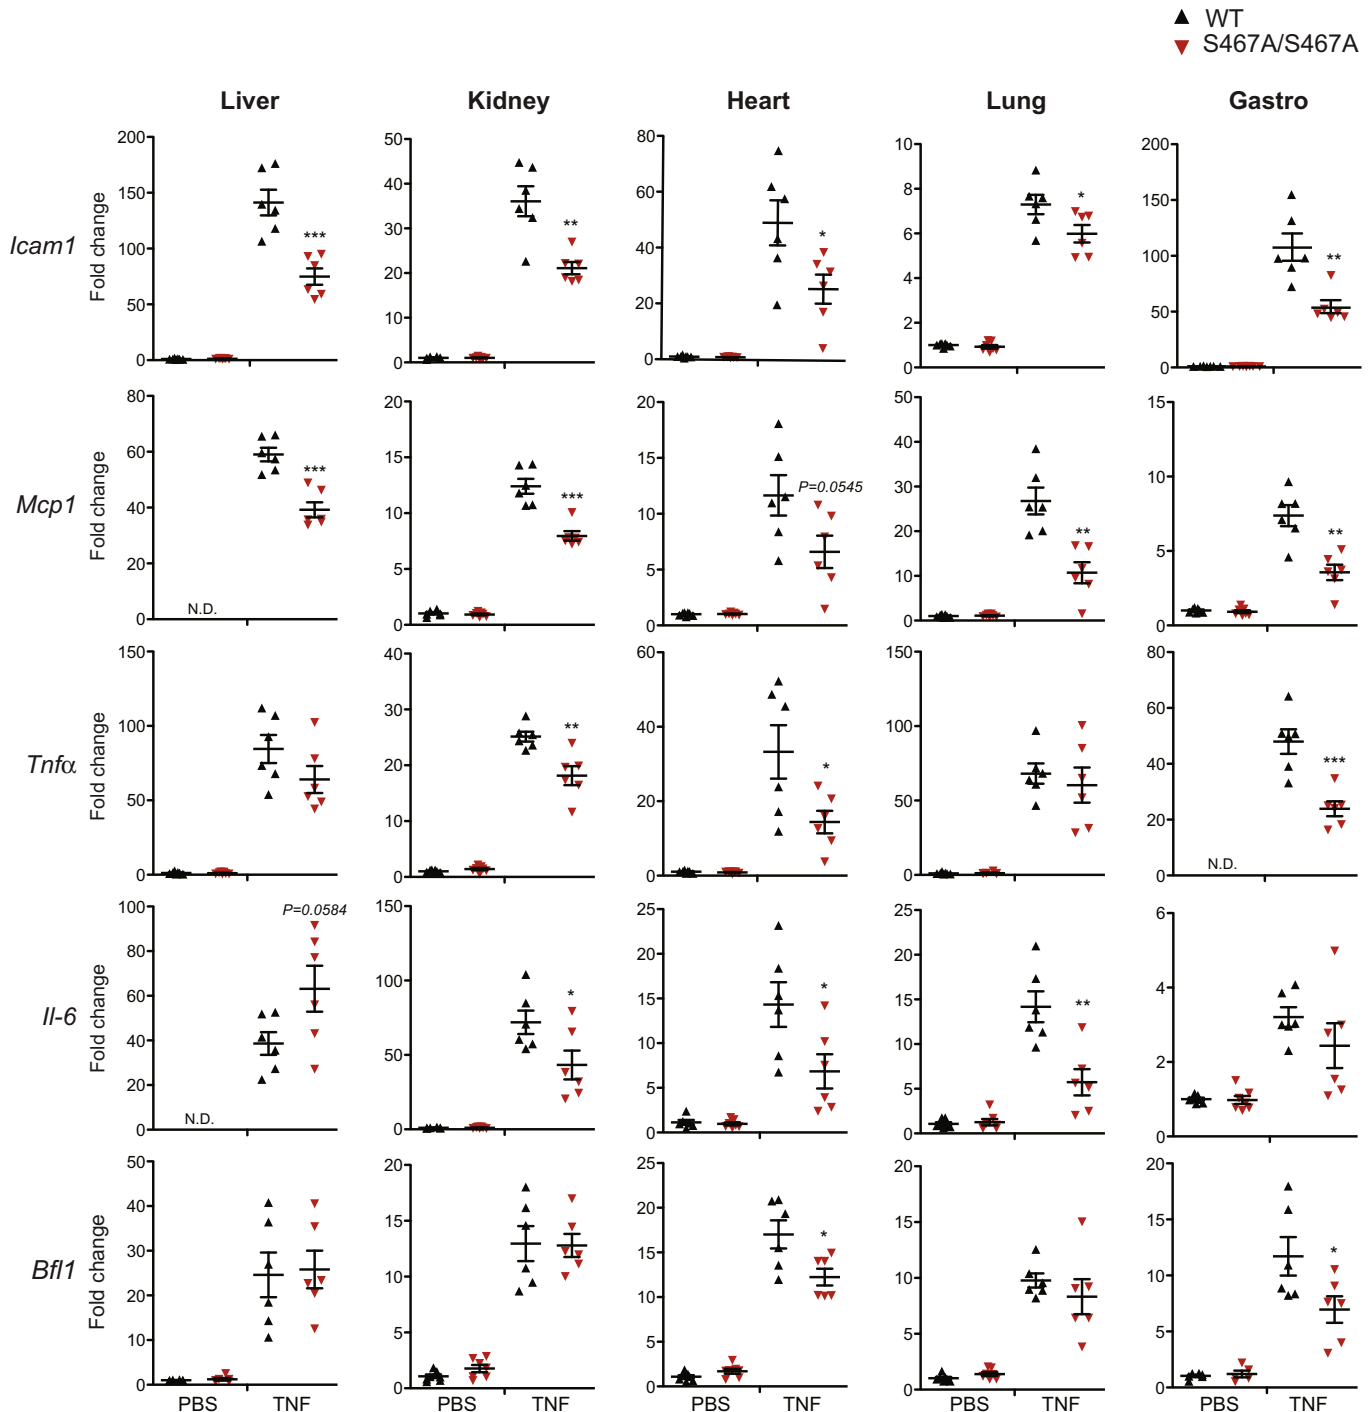 WT
S467A/S467A
Liver Kidney Heart Lung Gastro
Icam1
Fold change
200 150 100 50 0
***
50 40 30 20 10 0
**
80 60 40 20 0
*
10 8 6 4 2 0
*
200 150 100 50 0
**
Mcp1
Fold change
80 60 40 20 0
N.D.
***
20 15 10 5 0
***
20 15 10 5 0
P=0.0545
50 40 30 20 10 0
**
15 10 5 0
**
Tnfα
Fold change
150 100 50 0
40 30 20 10 0
**
60 40 20 0
*
150 100 50 0
80 60 40 20 0
N.D.
***
Il-6
Fold change
100 80 60 40 20 0
N.D.
P=0.0584
150 100 50 0
*
25 20 15 10 5 0
*
25 20 15 10 5 0
**
6 4 2 0
Bfl1
Fold change
50 40 30 20 10 0
20 15 10 5 0
25 20 15 10 5 0
*
20 15 10 5 0
20 15 10 5 0
*
PBS TNF PBS TNF PBS TNF PBS TNF PBS TNF